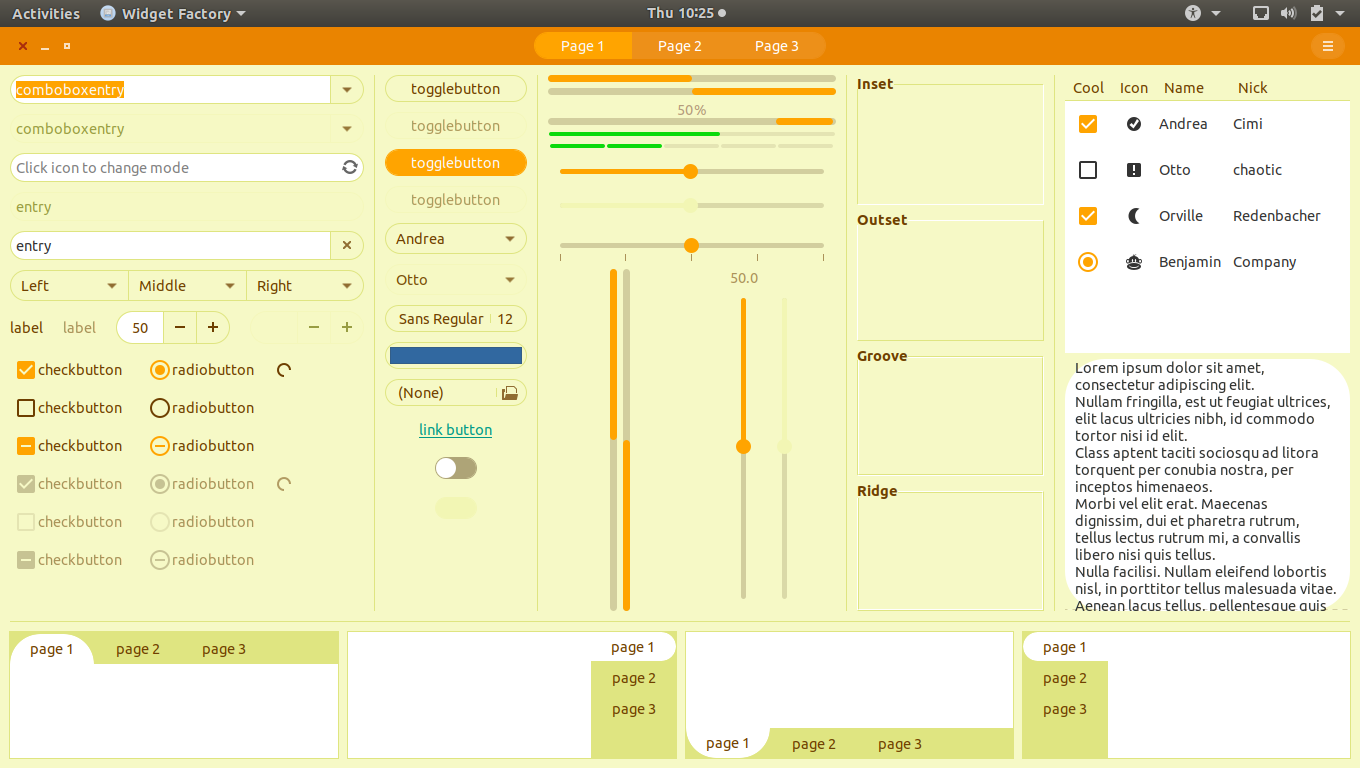 Activities Widget Factory Thu 10:25
Page 1 Page 2 Page 3
comboboxentry
comboboxentry
Click icon to change mode
entry
entry
Left Middle Right
label label 50
checkbutton radiobutton
checkbutton radiobutton
checkbutton radiobutton
checkbutton radiobutton
checkbutton radiobutton
checkbutton radiobutton
togglebutton
togglebutton
togglebutton
togglebutton
Andrea
Otto
Sans Regular 12
(None)
link button
50%
50.0
Inset
Outset
Groove
Ridge
Cool Icon Name Nick
Andrea Cimi
Otto chaotic
Orville Redenbacher
Benjamin Company
Lorem ipsum dolor sit amet,
consectetur adipiscing elit.
Nullam fringilla, est ut feugiat ultrices,
elit lacus ultricies nibh, id commodo
tortor nisi id elit.
Class aptent taciti sociosqu ad litora
torquent per conubia nostra, per
inceptos himenaeos.
Morbi vel elit erat. Maecenas
dignissim, dui et pharetra rutrum,
tellus lectus rutrum mi, a convallis
libero nisi quis tellus.
Nulla facilisi. Nullam eleifend lobortis
nisl, in porttitor tellus malesuada vitae.
Aenean lacus tellus, pellentesque quis
page 1 page 2 page 3
page 1
page 2
page 3
page 1 page 2 page 3
page 1
page 2
page 3